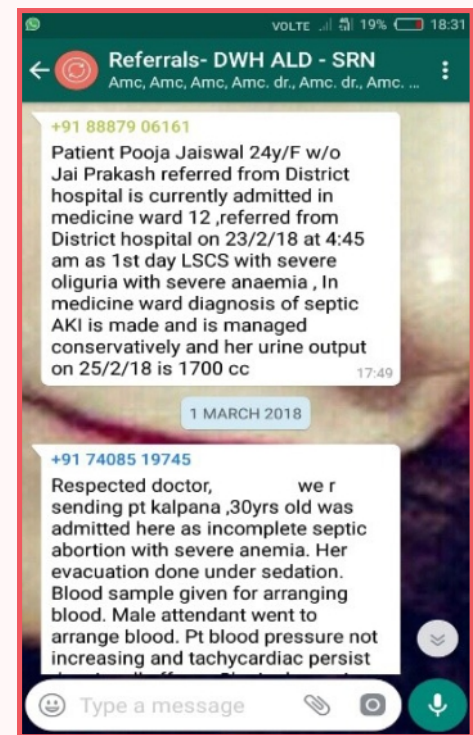 VOLTE 19% 18:31
Referrals- DWH ALD - SRN
Amc, Amc, Amc, Amc. dr., Amc. dr., Amc. ...
+91 88879 06161
Patient Pooja Jaiswal 24y/F w/o
Jai Prakash referred from District
hospital is currently admitted in
medicine ward 12 ,referred from
District hospital on 23/2/18 at 4:45
am as 1st day LSCS with severe
oliguria with severe anaemia , In
medicine ward diagnosis of septic
AKI is made and is managed
conservatively and her urine output
on 25/2/18 is 1700 cc
17:49
1 MARCH 2018
+91 74085 19745
Respected doctor, we r
sending pt kalpana ,30yrs old was
admitted here as incomplete septic
abortion with severe anemia. Her
evacuation done under sedation.
Blood sample given for arranging
blood. Male attendant went to
arrange blood. Pt blood pressure not
increasing and tachycardiac persist
Type a message